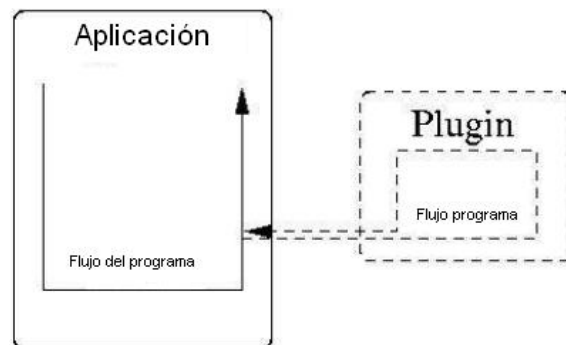 Aplicación
Plugin
Flujo programa
Flujo del programa